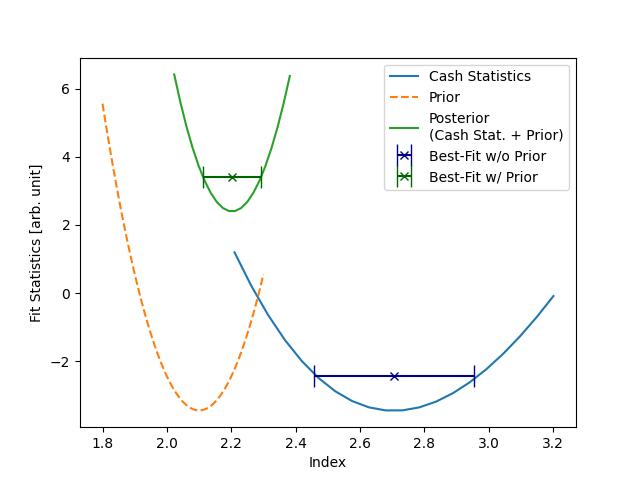 Fit Statistics [arb. unit]
6
4
2
0
−2
Cash Statistics
Prior
Posterior
(Cash Stat. + Prior)
Best-Fit w/o Prior
Best-Fit w/ Prior
1.8 2.0 2.2 2.4 2.6 2.8 3.0 3.2
Index